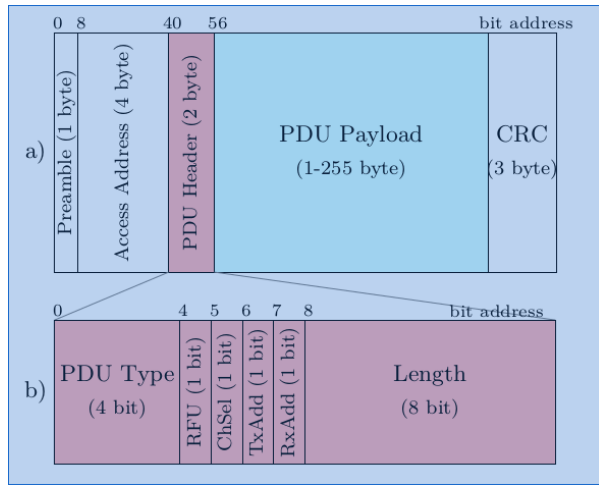 0 8 40 56 bit address
a)
Preamble (1 byte)
Access Address (4 byte)
PDU Header (2 byte)
PDU Payload
(1-255 byte)
CRC
(3 byte)
0 4 5 6 7 8 bit address
b)
PDU Type
(4 bit)
RFU (1 bit)
ChSel (1 bit)
TxAdd (1 bit)
RxAdd (1 bit)
Length
(8 bit)